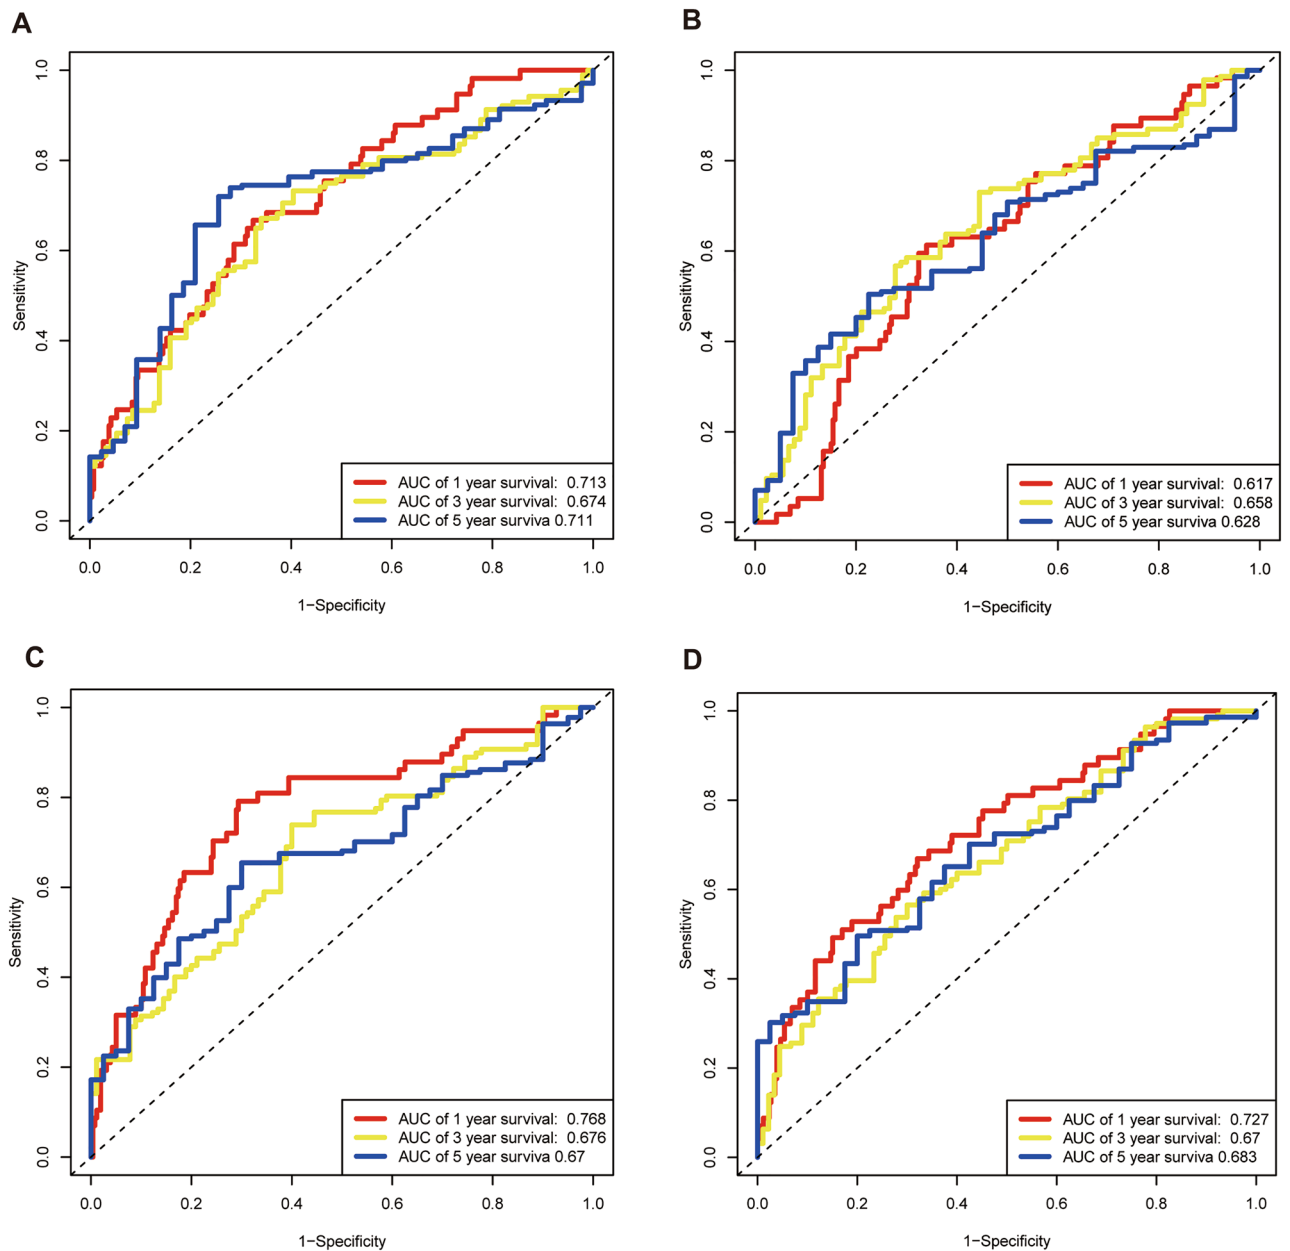 A
Sensitivity
1.0
0.8
0.6
0.4
0.2
0.0
AUC of 1 year survival: 0.713
AUC of 3 year survival: 0.674
AUC of 5 year surviva 0.711
0.0 0.2 0.4 0.6 0.8 1.0
1−Specificity
B
Sensitivity
1.0
0.8
0.6
0.4
0.2
0.0
AUC of 1 year survival: 0.617
AUC of 3 year survival: 0.658
AUC of 5 year surviva 0.628
0.0 0.2 0.4 0.6 0.8 1.0
1−Specificity
C
Sensitivity
1.0
0.8
0.6
0.4
0.2
0.0
AUC of 1 year survival: 0.768
AUC of 3 year survival: 0.676
AUC of 5 year surviva 0.67
0.0 0.2 0.4 0.6 0.8 1.0
1−Specificity
D
Sensitivity
1.0
0.8
0.6
0.4
0.2
0.0
AUC of 1 year survival: 0.727
AUC of 3 year survival: 0.67
AUC of 5 year surviva 0.683
0.0 0.2 0.4 0.6 0.8 1.0
1−Specificity